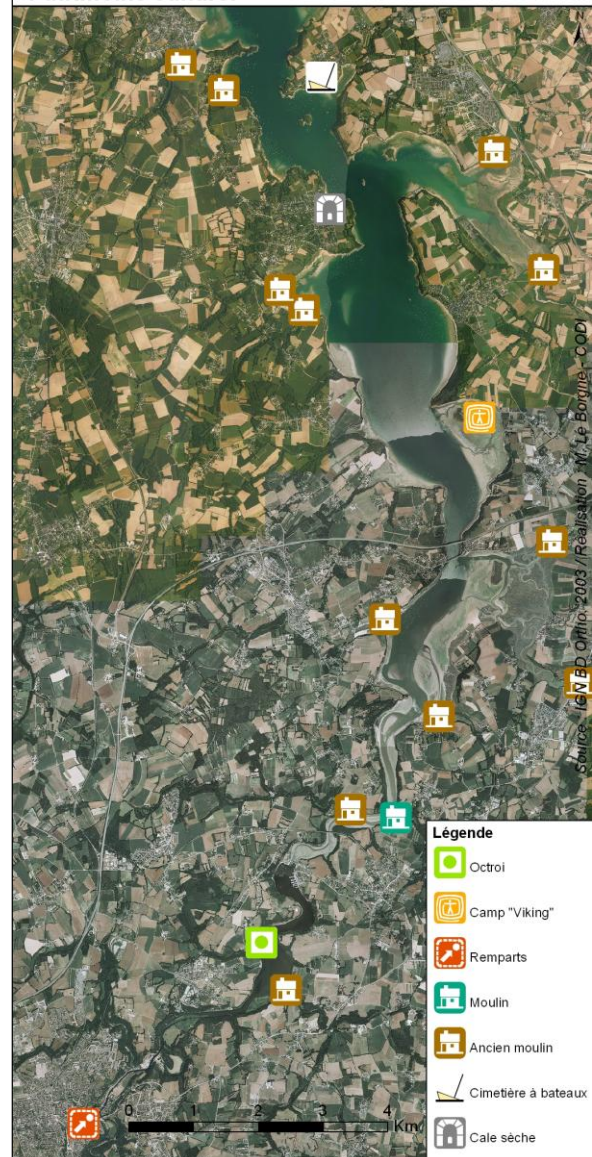 Source : IGN BD Ortho, 2003 / Réalisation : M. Le Borgne - CODI
Légende
Octroi
Camp "Viking"
Remparts
Moulin
Ancien moulin
Cimetière à bateaux
Cale sèche
0 1 2 3 4
Km